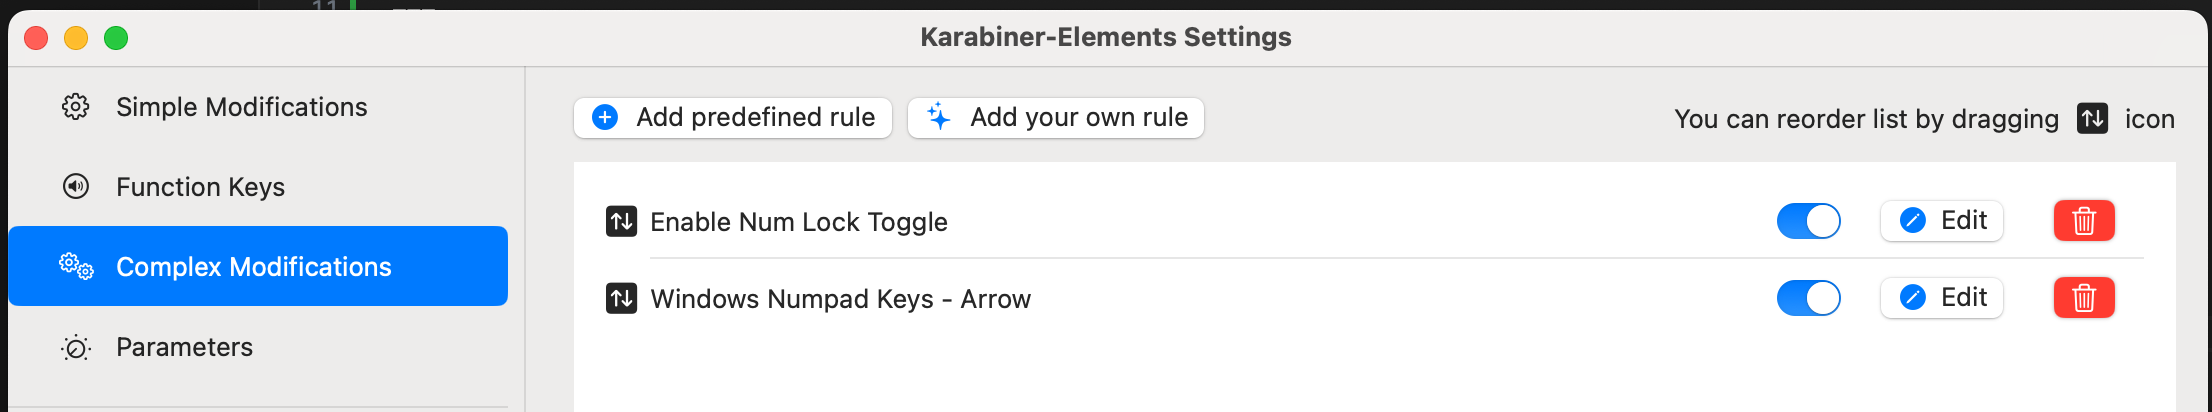 11
Karabiner-Elements Settings
Simple Modifications
Function Keys
Complex Modifications
Parameters
Add predefined rule
Add your own rule
You can reorder list by dragging icon
Enable Num Lock Toggle
Edit
Windows Numpad Keys - Arrow
Edit